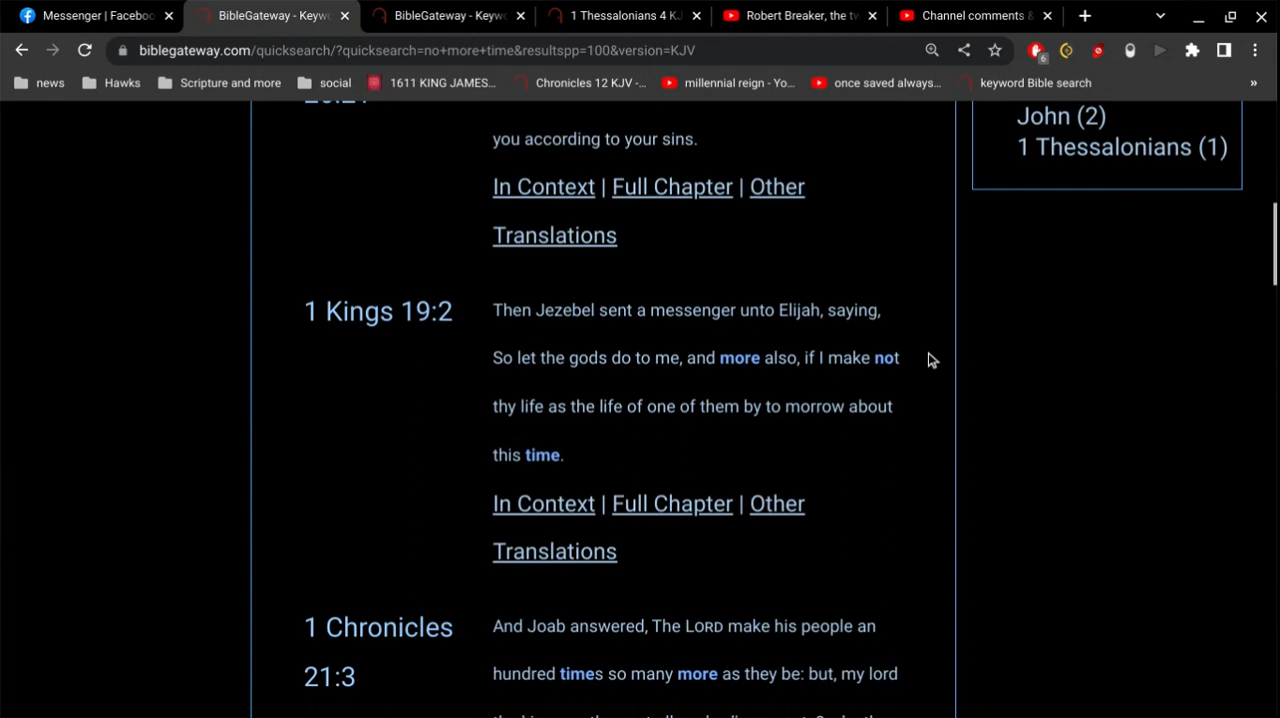 Messenger | Faceboo
BibleGateway - Keyw
BibleGateway - Keyw
1 Thessalonians 4 KJ
Robert Breaker, the tw
Channel comments &
biblegateway.com/quicksearch/?quicksearch=no+more+time&resultspp=100&version=KJV
6
news
Hawks
Scripture and more
social
1611 KING JAMES...
Chronicles 12 KJV -...
millennial reign - Yo...
once saved always...
keyword Bible search
»
you according to your sins.
In Context | Full Chapter | Other
Translations
John (2)
1 Thessalonians (1)
1 Kings 19:2
Then Jezebel sent a messenger unto Elijah, saying,
So let the gods do to me, and more also, if I make not
thy life as the life of one of them by to morrow about
this time.
In Context | Full Chapter | Other
Translations
1 Chronicles
21:3
And Joab answered, The LORD make his people an
hundred times so many more as they be: but, my lord